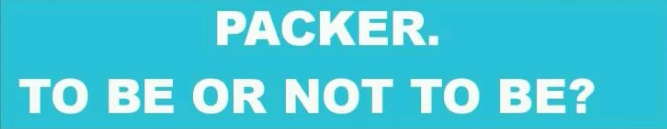 PACKER.
TO BE OR NOT TO BE?